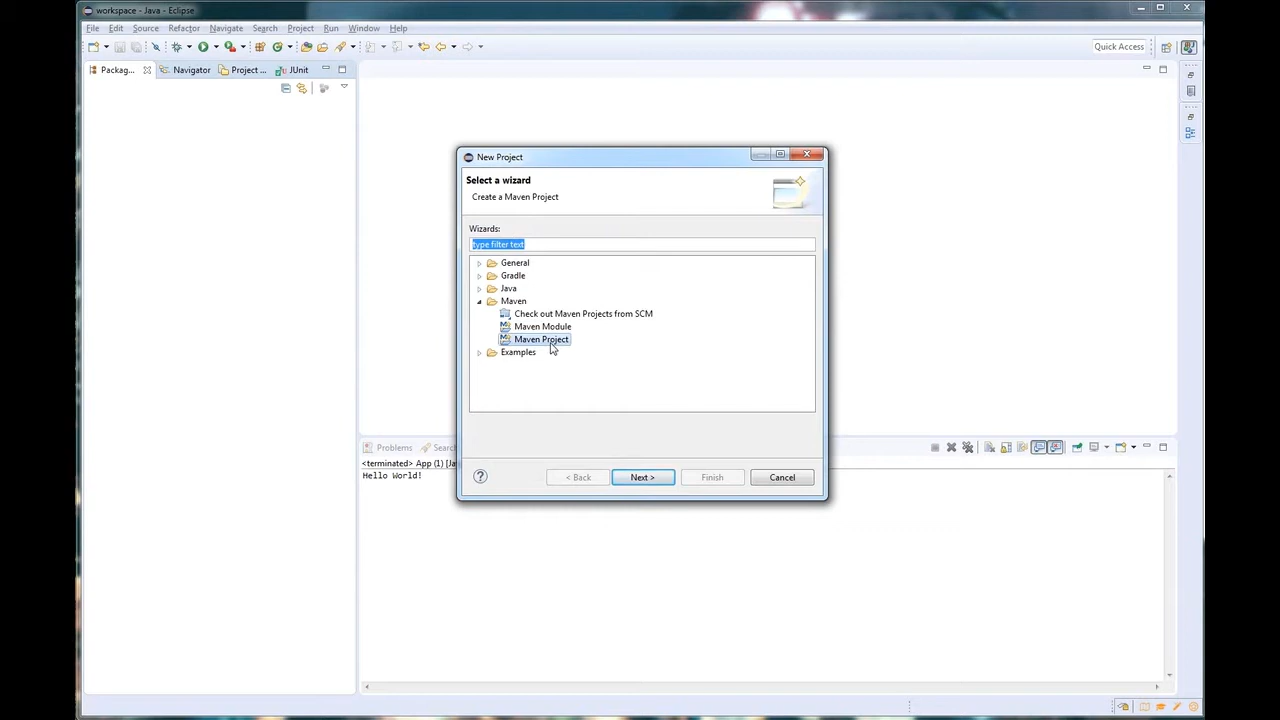 workspace - Java - Eclipse
File Edit Source Refactor Navigate Search Project Run Window Help
Quick Access
Packag... Navigator Project ... JUnit
New Project
Select a wizard
Create a Maven Project
Wizards:
type filter text
General
Gradle
Java
Maven
Check out Maven Projects from SCM
Maven Module
Maven Project
Examples
< Back Next > Finish Cancel
Problems Search
<terminated> App (1) [Ja
Hello World!